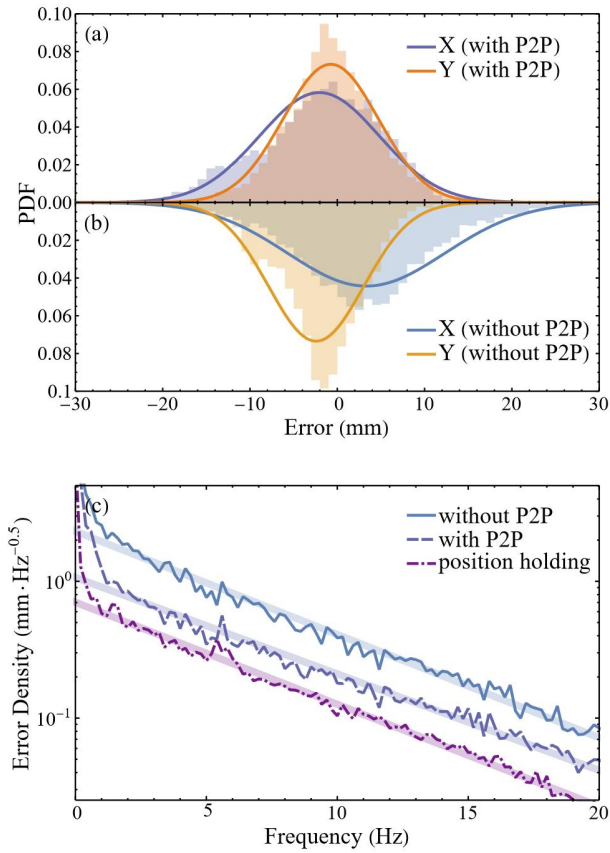 0.10
(a)
X (with P2P)
Y (with P2P)
0.08
0.06
0.04
0.02
0.00
PDF
(b)
0.02
0.04
0.06
X (without P2P)
Y (without P2P)
0.08
0.1
−30 −20 −10 0 10 20 30
Error (mm)
(c)
without P2P
with P2P
position holding
10⁰
10⁻¹
Error Density (mm·Hz⁻⁰·⁵)
0 5 10 15 20
Frequency (Hz)